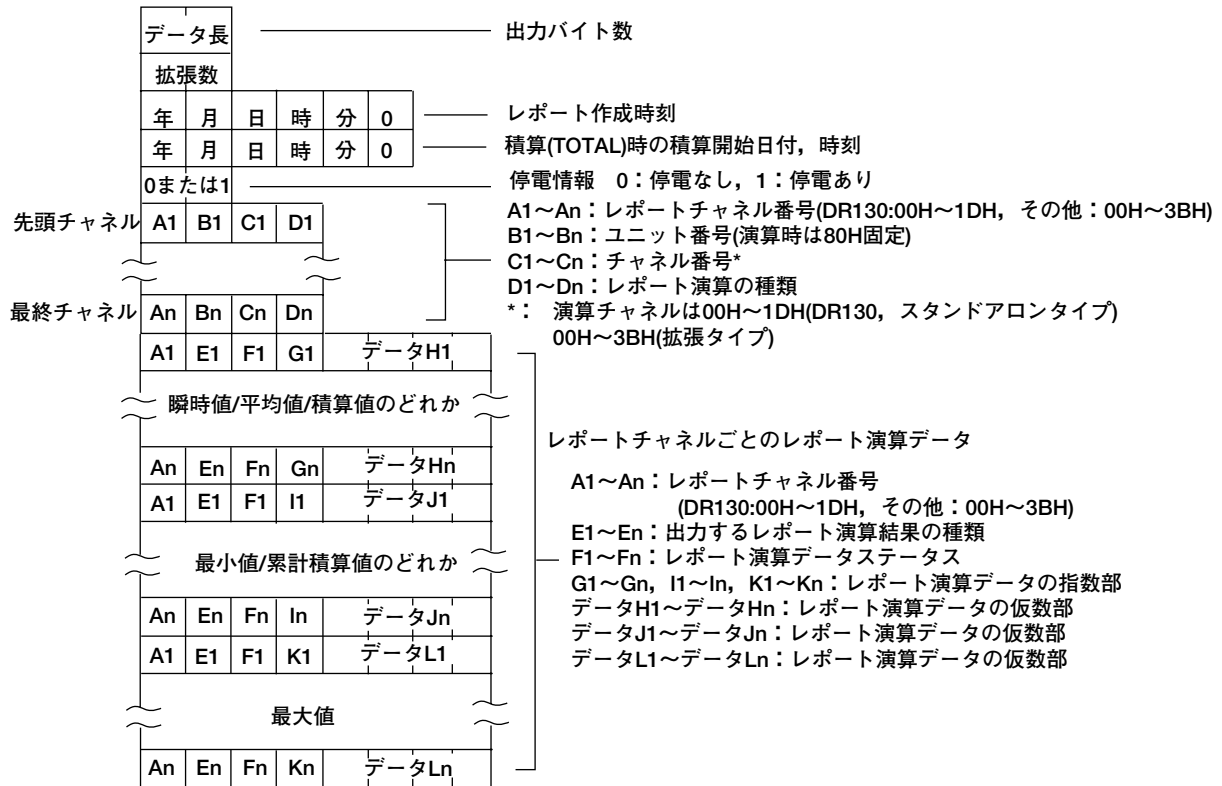 データ長 出力バイト数
拡張数
年 月 日 時 分 0 レポート作成時刻
年 月 日 時 分 0 積算(TOTAL)時の積算開始日付，時刻
0または1 停電情報　0：停電なし，1：停電あり
先頭チャネル A1 B1 C1 D1 A1〜An：レポートチャネル番号(DR130:00H〜1DH，その他：00H〜3BH)
B1〜Bn：ユニット番号(演算時は80H固定)
C1〜Cn：チャネル番号*
D1〜Dn：レポート演算の種類
最終チャネル An Bn Cn Dn *：　演算チャネルは00H〜1DH(DR130，スタンドアロンタイプ)
00H〜3BH(拡張タイプ)
A1 E1 F1 G1 データH1
瞬時値/平均値/積算値のどれか
レポートチャネルごとのレポート演算データ
An En Fn Gn データHn
A1〜An：レポートチャネル番号
A1 E1 F1 I1 データJ1
(DR130:00H〜1DH，その他：00H〜3BH)
E1〜En：出力するレポート演算結果の種類
最小値/累計積算値のどれか F1〜Fn：レポート演算データステータス
G1〜Gn，I1〜In，K1〜Kn：レポート演算データの指数部
An En Fn In データJn データH1〜データHn：レポート演算データの仮数部
データJ1〜データJn：レポート演算データの仮数部
A1 E1 F1 K1 データL1 データL1〜データLn：レポート演算データの仮数部
最大値
An En Fn Kn データLn